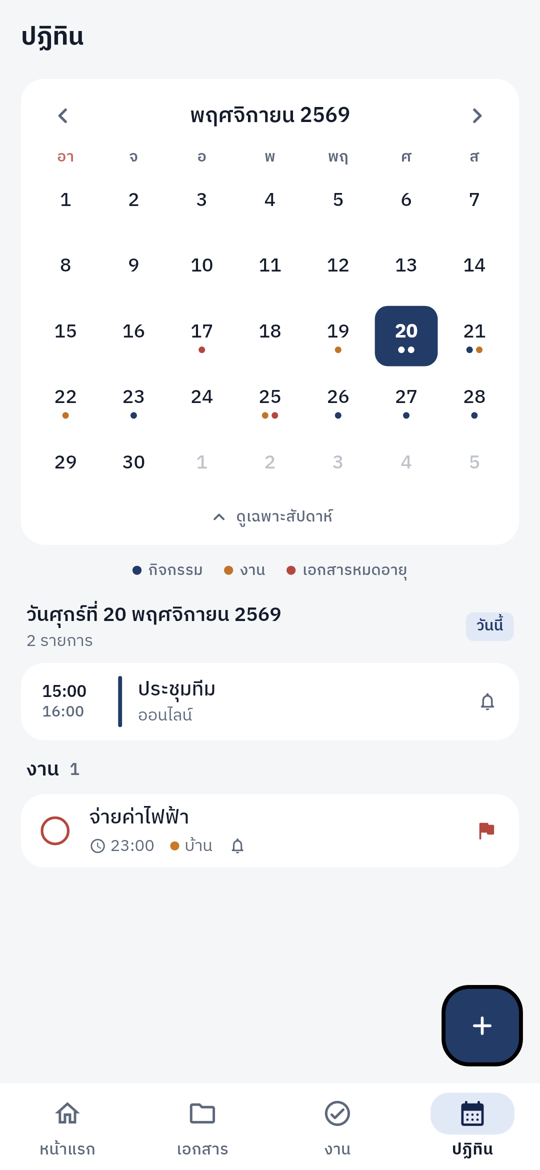 ปฏิทิน
พฤศจิกายน 2569
อา จ อ พ พฤ ศ ส
1 2 3 4 5 6 7
8 9 10 11 12 13 14
15 16 17 18 19 20 21
22 23 24 25 26 27 28
29 30 1 2 3 4 5
ดูเฉพาะสัปดาห์
กิจกรรม งาน เอกสารหมดอายุ
วันศุกร์ที่ 20 พฤศจิกายน 2569
วันนี้
2 รายการ
15:00 ประชุมทีม
16:00 ออนไลน์
งาน 1
จ่ายค่าไฟฟ้า
23:00 บ้าน
หน้าแรก เอกสาร งาน ปฏิทิน